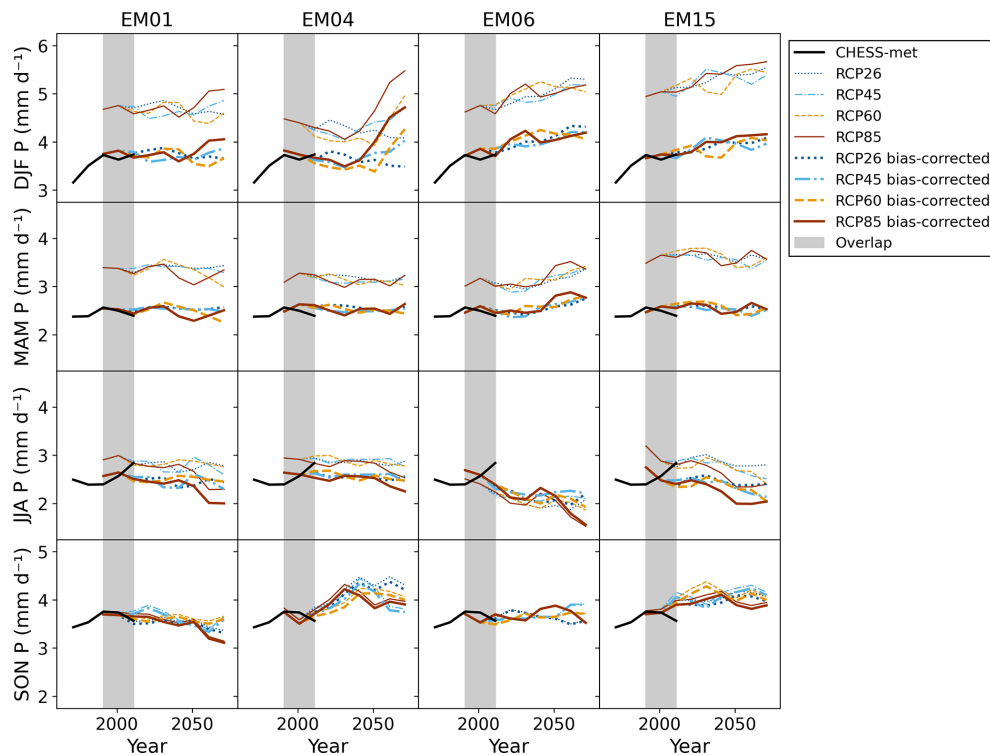 EM01 EM04 EM06 EM15
DJF P (mm d⁻¹)
6
5
4
3
MAM P (mm d⁻¹)
4
3
2
JJA P (mm d⁻¹)
4
3
2
SON P (mm d⁻¹)
5
4
3
2
2000 2050 2000 2050 2000 2050 2000 2050
Year Year Year Year
CHESS-met
RCP26
RCP45
RCP60
RCP85
RCP26 bias-corrected
RCP45 bias-corrected
RCP60 bias-corrected
RCP85 bias-corrected
Overlap